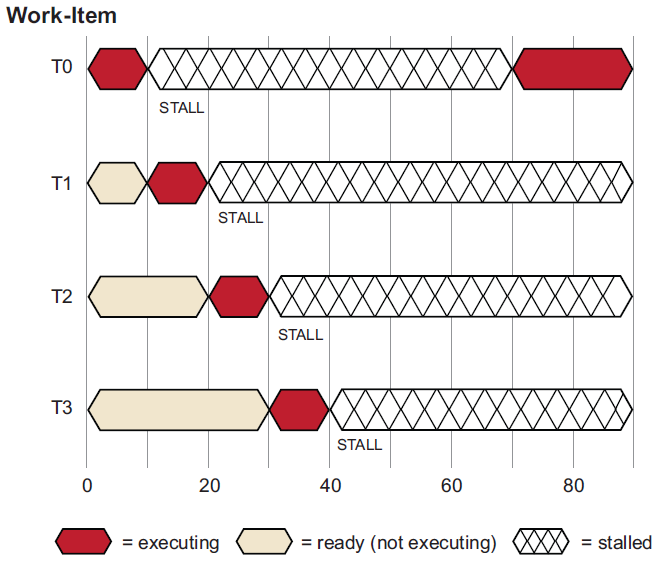 Work-Item
T0
STALL
T1
STALL
T2
STALL
T3
STALL
0 20 40 60 80
= executing = ready (not executing) = stalled